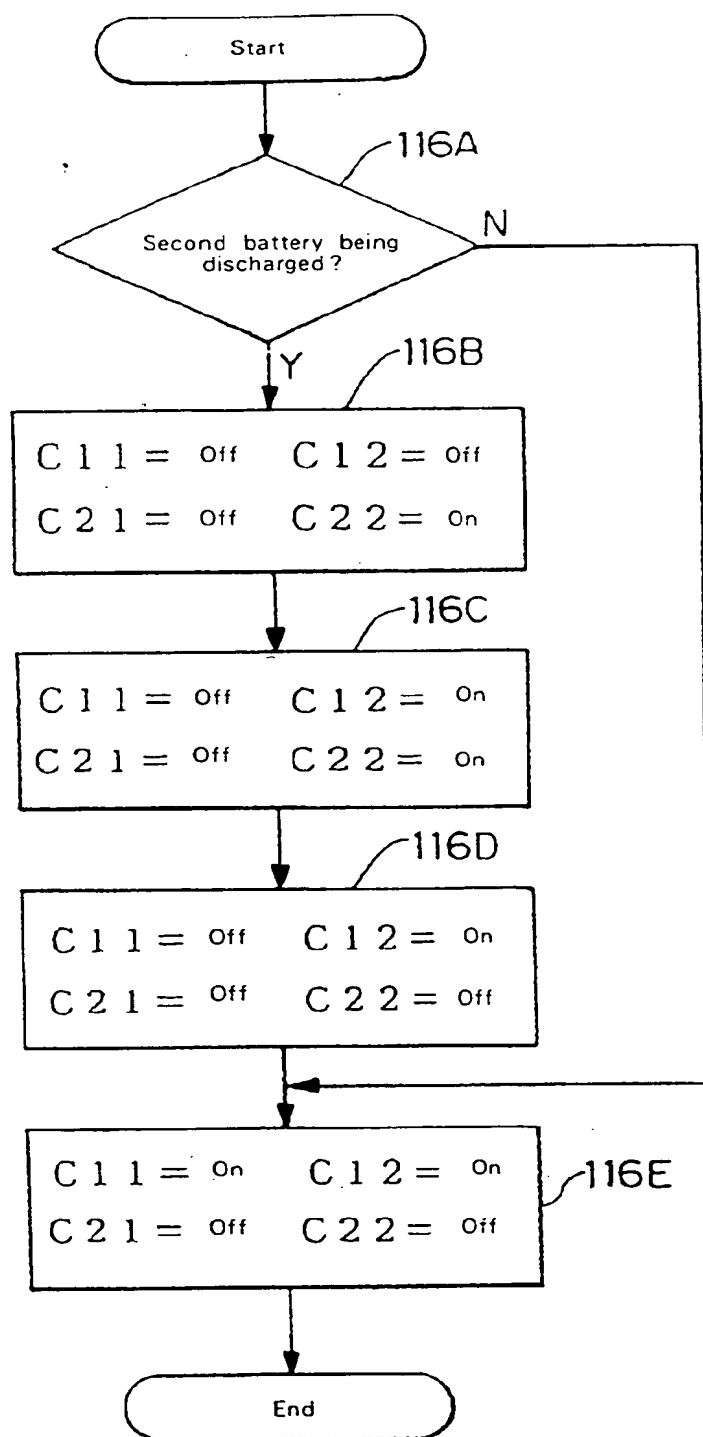 Start
116A
Second battery being
discharged?
N
Y
116B
C11= Off C12= Off
C21= Off C22= On
116C
C11= Off C12= On
C21= Off C22= On
116D
C11= Off C12= On
C21= Off C22= Off
C11= On C12= On
116E
C21= Off C22= Off
End